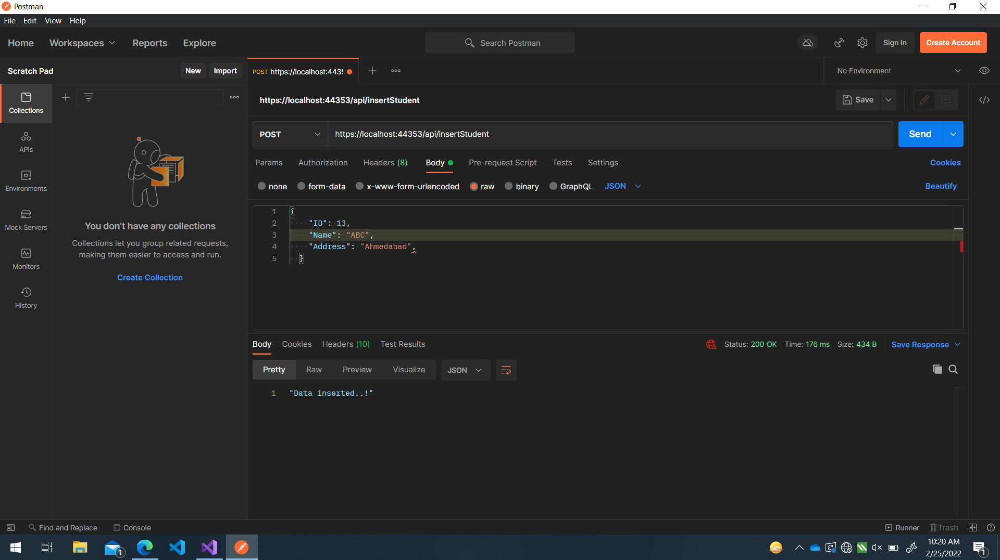 Postman
File Edit View Help
Home Workspaces Reports Explore Search Postman Sign In Create Account
Scratch Pad New Import POST https://localhost:4435 No Environment
https://localhost:44353/api/insertStudent Save
Collections
APIs
Environments
Mock Servers
Monitors
History
You don't have any collections
Collections let you group related requests,
making them easier to access and run.
Create Collection
POST https://localhost:44353/api/insertStudent Send
Params Authorization Headers (8) Body Pre-request Script Tests Settings Cookies
none form-data x-www-form-urlencoded raw binary GraphQL JSON Beautify
1 {
2 "ID": 13,
3 "Name": "ABC",
4 "Address": "Ahmedabad",
5 }
Body Cookies Headers (10) Test Results Status: 200 OK Time: 176 ms Size: 434 B Save Response
Pretty Raw Preview Visualize JSON
1 "Data inserted..!"
Find and Replace Console Runner Trash
1 10:20 AM
2/25/2022 1